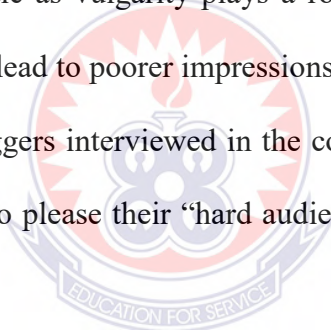 as vulgarity plays a
lead to poorer impressions
ggers interviewed in the co
o please their “hard audie
EDUCATION FOR SERVICE